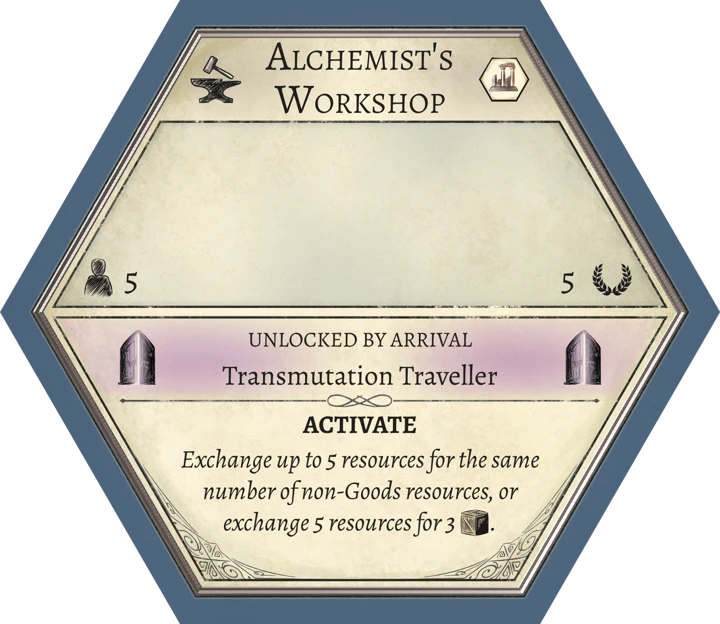 ALCHEMIST'S
WORKSHOP
5
5
UNLOCKED BY ARRIVAL
Transmutation Traveller
ACTIVATE
Exchange up to 5 resources for the same
number of non-Goods resources, or
exchange 5 resources for 3 .